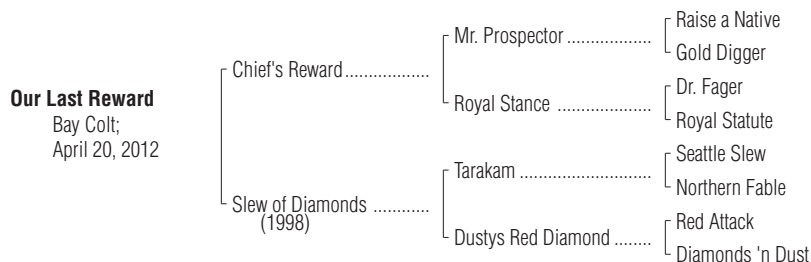 Raise a Native
Mr. Prospector ...................
Gold Digger
Chief's Reward...................
Dr. Fager
Royal Stance .....................
Royal Statute
Our Last Reward
Bay Colt;
April 20, 2012
Seattle Slew
Tarakam ..............................
Northern Fable
Slew of Diamonds ............
(1998)
Red Attack
Dustys Red Diamond ........
Diamonds 'n Dust